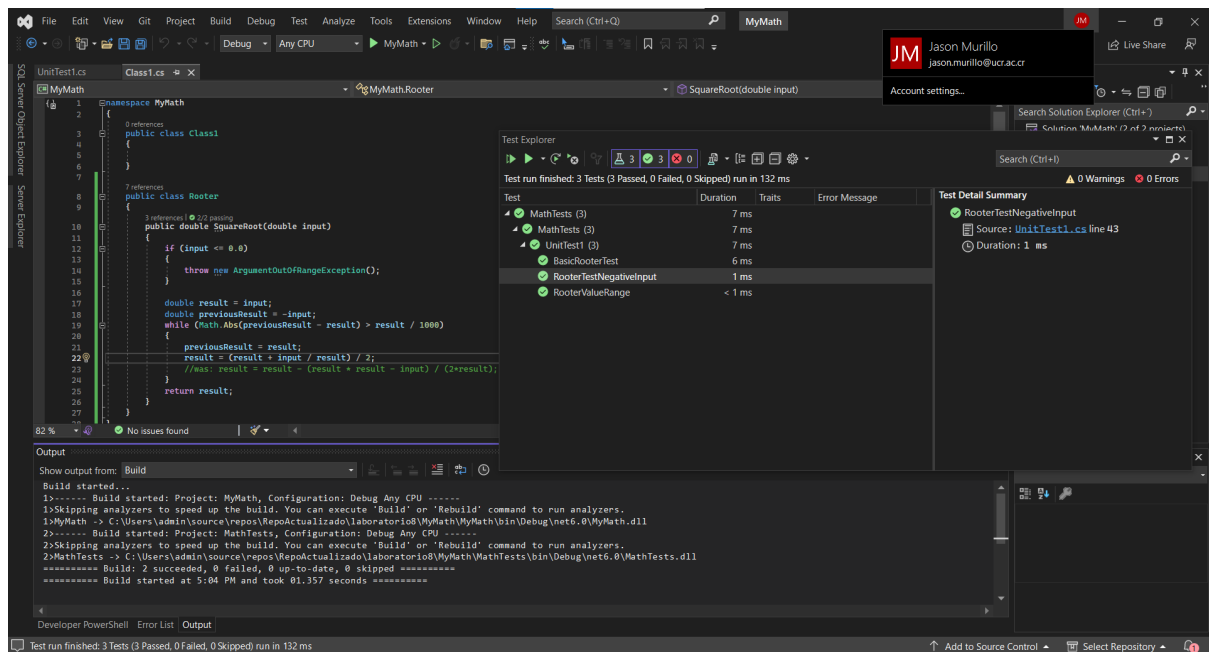 File Edit View Git Project Build Debug Test Analyze Tools Extensions Window Help Search (Ctrl+Q) MyMath JM
Debug Any CPU MyMath Live Share
JM Jason Murillo
jason.murillo@ucr.ac.cr
Account settings...
SQL Server Object Explorer
Server Explorer
UnitTest1.cs Class1.cs
MyMath MyMath.Rooter SquareRoot(double input)
1 namespace MyMath
2 {
0 references
3 public class Class1
4 {
5
6 }
7
7 references
8 public class Rooter
9 {
3 references | 2/2 passing
10 public double SquareRoot(double input)
11 {
12 if (input <= 0.0)
13 {
14 throw new ArgumentOutOfRangeException();
15 }
16
17 double result = input;
18 double previousResult = -input;
19 while (Math.Abs(previousResult - result) > result / 1000)
20 {
21 previousResult = result;
22 result = (result + input / result) / 2;
23 //was: result = result - (result * result - input) / (2*result);
24 }
25 return result;
26 }
27 }
82 % No issues found
Search Solution Explorer (Ctrl+´)
Solution 'MyMath' (2 of 2 projects)
Test Explorer
3 3 0 Search (Ctrl+I)
Test run finished: 3 Tests (3 Passed, 0 Failed, 0 Skipped) run in 132 ms 0 Warnings 0 Errors
Test Duration Traits Error Message
MathTests (3) 7 ms
MathTests (3) 7 ms
UnitTest1 (3) 7 ms
BasicRooterTest 6 ms
RooterTestNegativeInput 1 ms
RooterValueRange < 1 ms
Test Detail Summary
RooterTestNegativeInput
Source: UnitTest1.cs line 43
Duration: 1 ms
Output
Show output from: Build
Build started...
1>------ Build started: Project: MyMath, Configuration: Debug Any CPU ------
1>Skipping analyzers to speed up the build. You can execute 'Build' or 'Rebuild' command to run analyzers.
1>MyMath -> C:\Users\admin\source\repos\RepoActualizado\laboratorio8\MyMath\MyMath\bin\Debug\net6.0\MyMath.dll
2>------ Build started: Project: MathTests, Configuration: Debug Any CPU ------
2>Skipping analyzers to speed up the build. You can execute 'Build' or 'Rebuild' command to run analyzers.
2>MathTests -> C:\Users\admin\source\repos\RepoActualizado\laboratorio8\MyMath\MathTests\bin\Debug\net6.0\MathTests.dll
========== Build: 2 succeeded, 0 failed, 0 up-to-date, 0 skipped ==========
========== Build started at 5:04 PM and took 01.357 seconds ==========
Developer PowerShell Error List Output
Test run finished: 3 Tests (3 Passed, 0 Failed, 0 Skipped) run in 132 ms Add to Source Control Select Repository 1